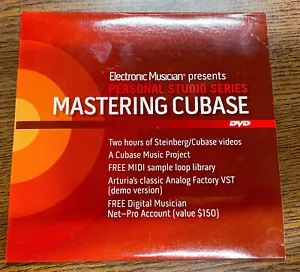 Electronic Musician® presents
PERSONAL STUDIO SERIES
MASTERING CUBASE
DVD
Two hours of Steinberg/Cubase videos
A Cubase Music Project
FREE MIDI sample loop library
Arturia's classic Analog Factory VST
(demo version)
FREE Digital Musician
Net-Pro Account (value $150)